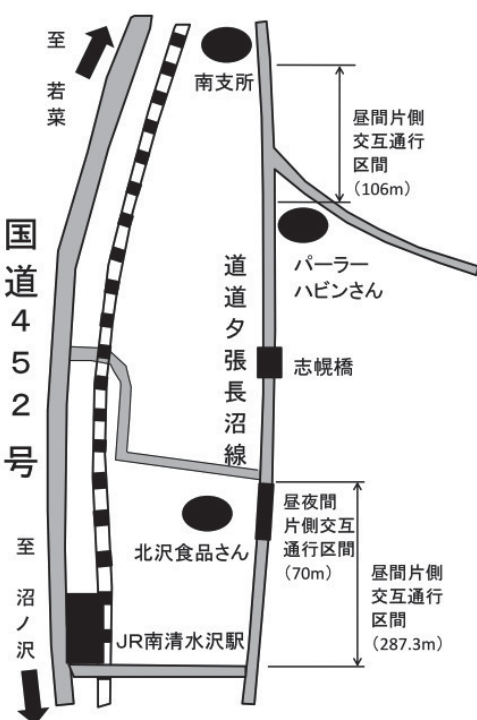 至 若菜
南支所
昼間片側
交互通行
区間
(106m)
国道452号
道道夕張長沼線
パーラー
ハビンさん
志幌橋
昼夜間
片側交互
通行区間
(70m)
北沢食品さん
昼間片側
交互通行
区間
(287.3m)
至 沼ノ沢
JR南清水沢駅